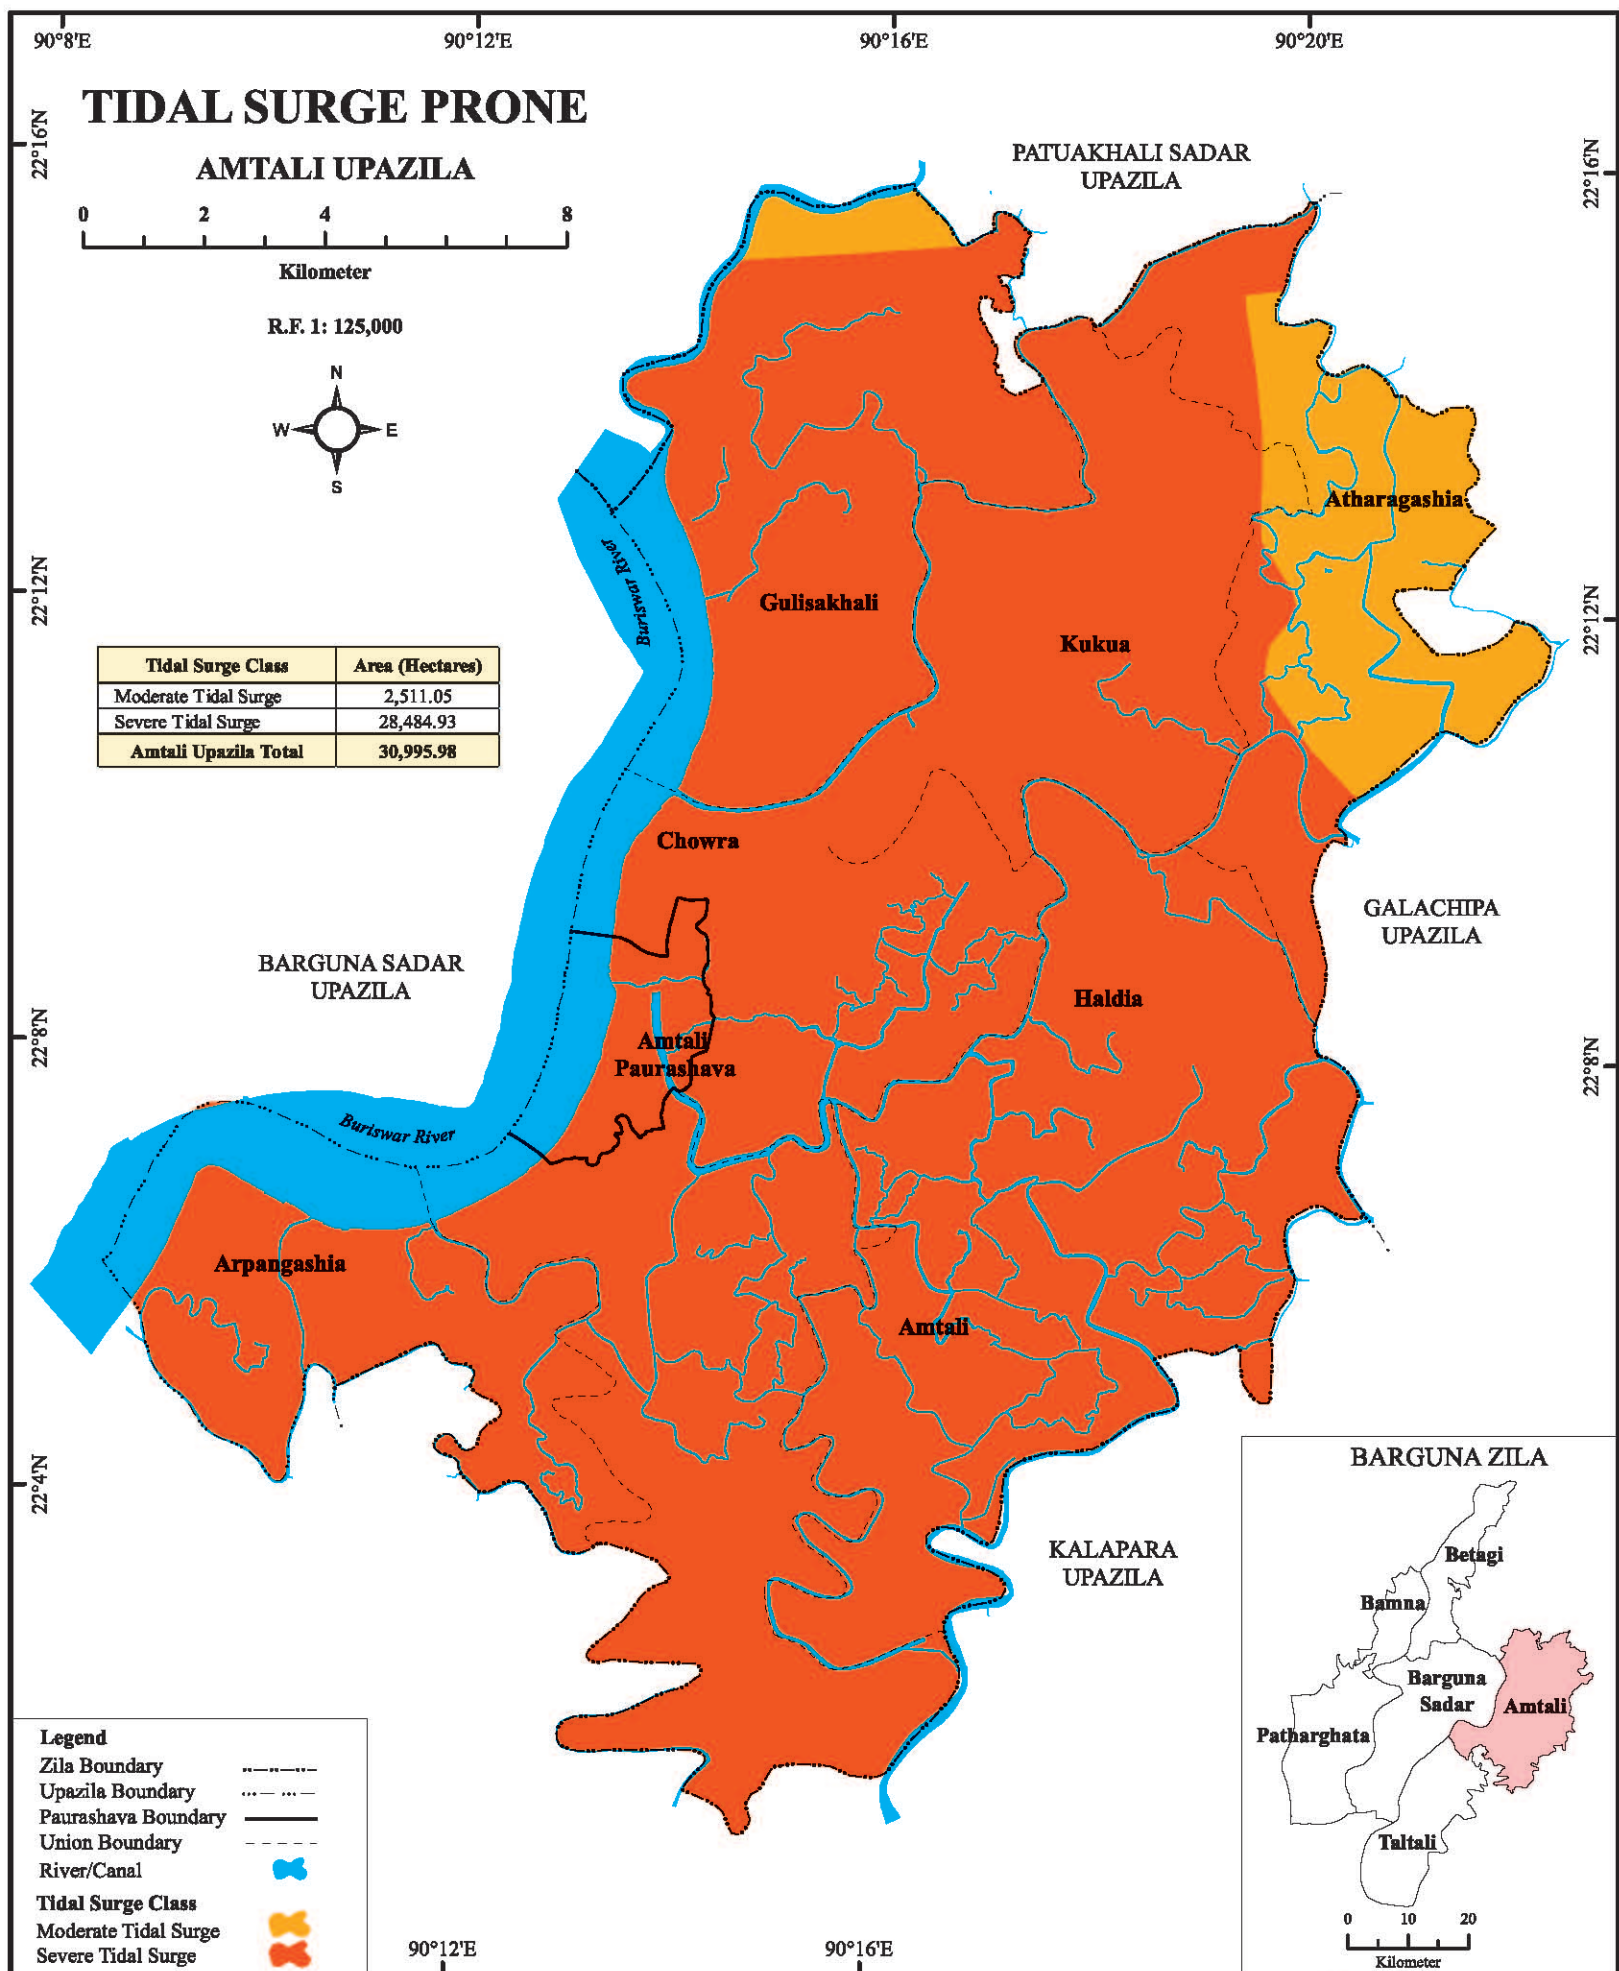 90°8'E
90°12'E
90°16'E
90°20'E
TIDAL SURGE PRONE
AMTALI UPAZILA
0 2 4 8
Kilometer
R.F. 1: 125,000
N
W E
S
22°16'N
22°16'N
PATUAKHALI SADAR
UPAZILA
Atharagashia
Buriswar River
22°12'N
22°12'N
Gulisakhali
Kukua
Tidal Surge Class Area (Hectares)
Moderate Tidal Surge 2,511.05
Severe Tidal Surge 28,484.93
Amtali Upazila Total 30,995.98
Chowra
GALACHIPA
UPAZILA
BARGUNA SADAR
UPAZILA
Haldia
22°8'N
22°8'N
Amtali
Paurashava
Buriswar River
Arpangashia
Amtali
22°4'N
KALAPARA
UPAZILA
BARGUNA ZILA
Betagi
Bamna
Barguna
Sadar
Amtali
Patharghata
Taltali
0 10 20
Kilometer
Legend
Zila Boundary
Upazila Boundary
Paurashava Boundary
Union Boundary
River/Canal
Tidal Surge Class
Moderate Tidal Surge
Severe Tidal Surge
90°12'E
90°16'E